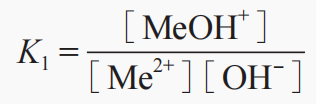 K₁ = [ MeOH⁺ ] / [ Me²⁺ ] [ OH⁻ ]